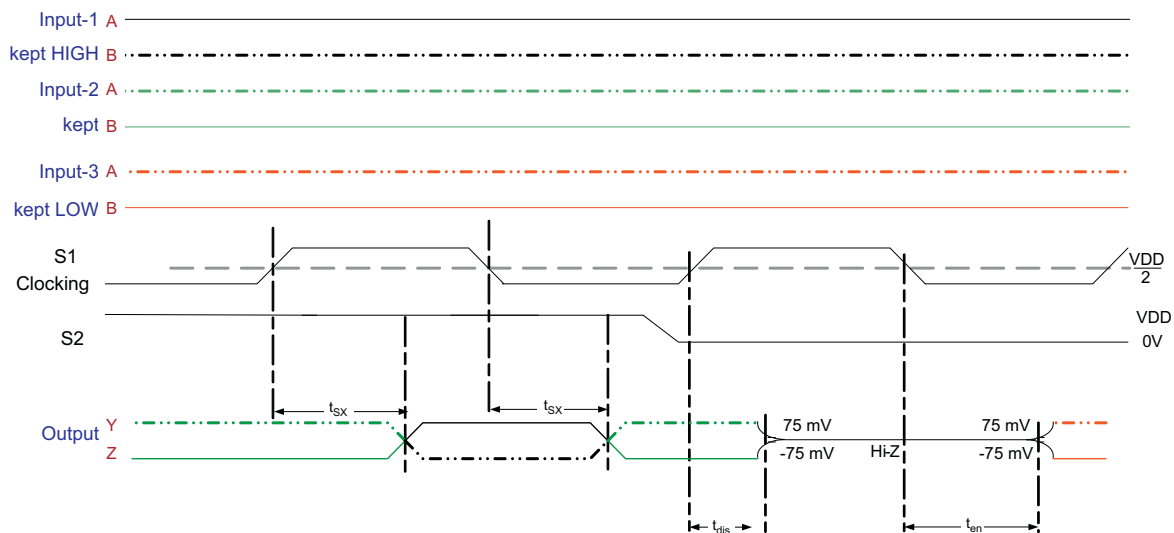 Input-1 A
kept HIGH B
Input-2 A
kept B
Input-3 A
kept LOW B
S1
Clocking
VDD
2
S2
VDD
0V
tSX
tSX
Output Y
Z
75 mV
-75 mV
Hi-Z
75 mV
-75 mV
tdis
ten